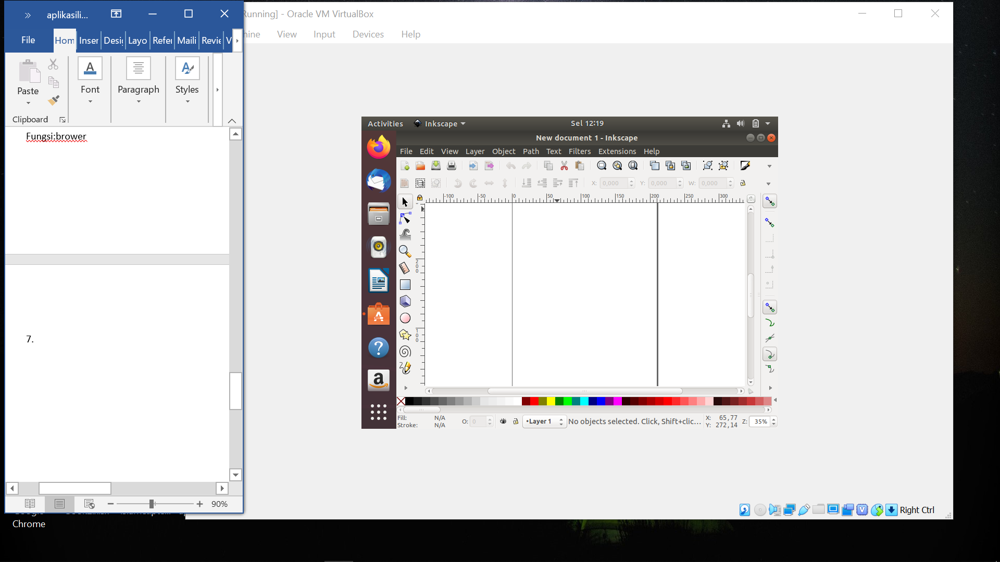 aplikasili...
File
Hom
Inser
Desi
Layo
Refer
Maili
Revie
V
Paste
Font
Paragraph
Styles
Clipboard
Fungsi:brower
7.
90%
Running] - Oracle VM VirtualBox
View
Input
Devices
Help
Activities
Inkscape
Sel 12:19
New document 1 - Inkscape
File Edit View Layer Object Path Text Filters Extensions Help
X: 0,000 Y: 0,000 W: 0,000
-100 -50 0 50 100 150 200 250 300
200
100
Fill: N/A
Stroke: N/A
O: 0
•Layer 1
No objects selected. Click, Shift+clic...
X: 65,77
Y: 272,14
Z: 35%
Right Ctrl
Chrome